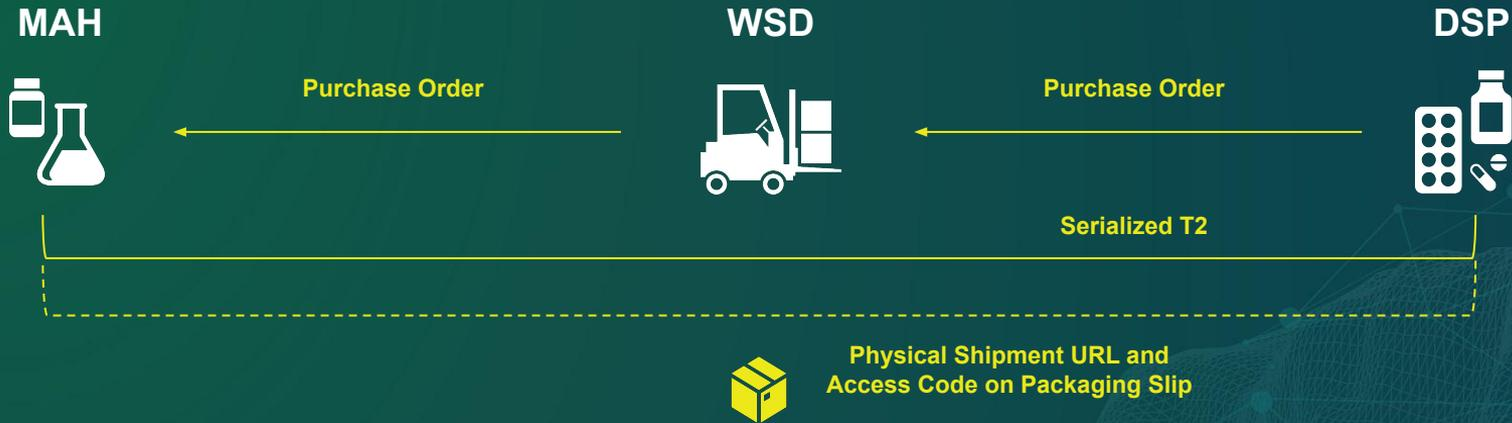 MAH
WSD
DSP
Purchase Order
Purchase Order
Serialized T2
Physical Shipment URL and
Access Code on Packaging Slip